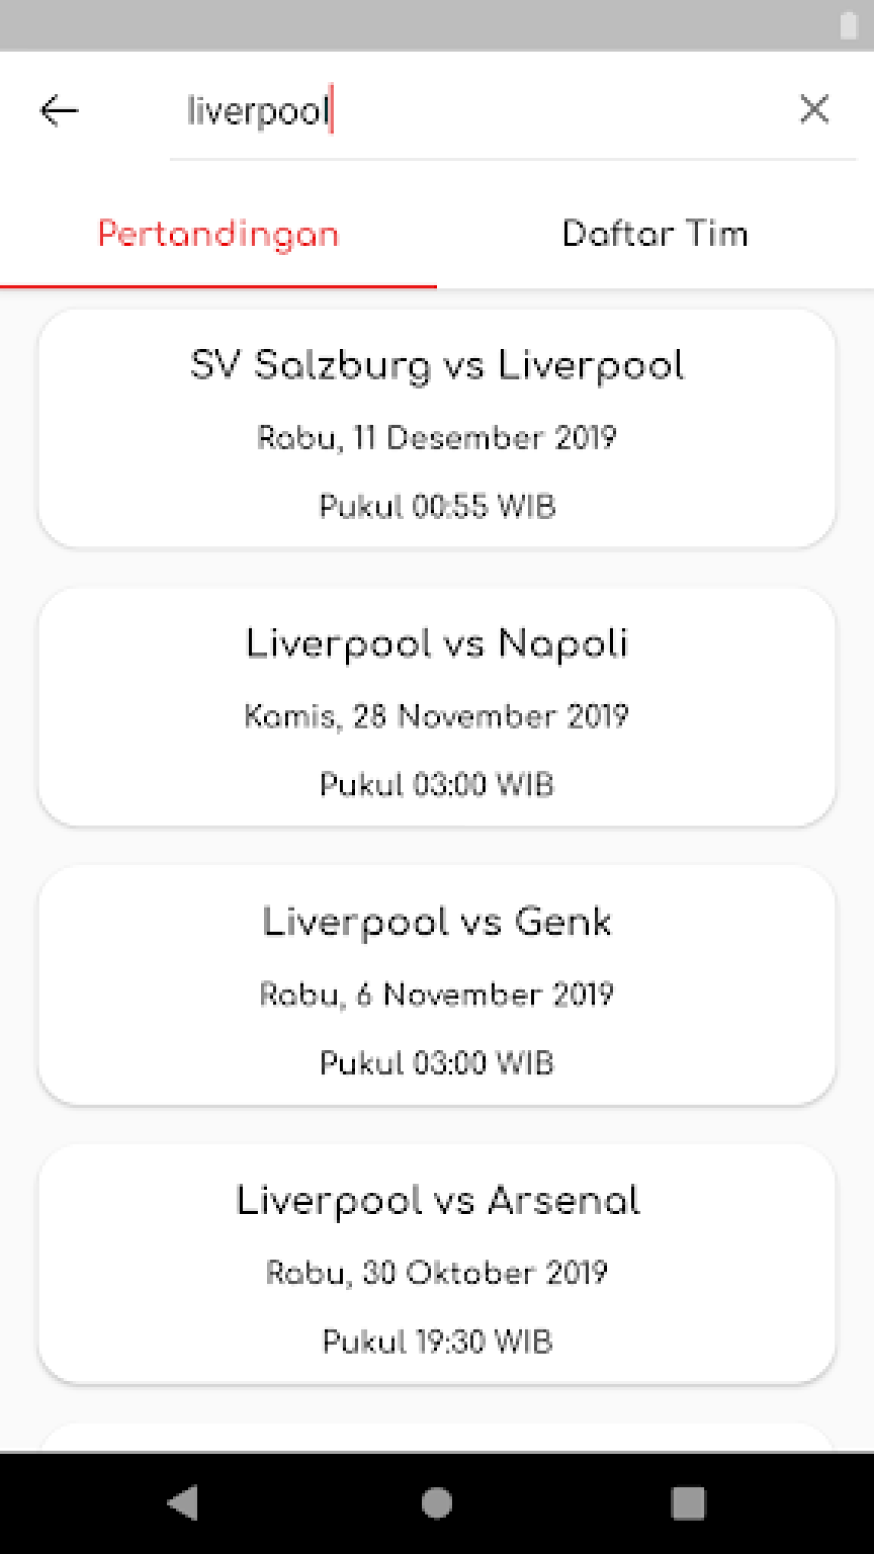 liverpool
Pertandingan
Daftar Tim
SV Salzburg vs Liverpool
Rabu, 11 Desember 2019
Pukul 00:55 WIB
Liverpool vs Napoli
Kamis, 28 November 2019
Pukul 03:00 WIB
Liverpool vs Genk
Rabu, 6 November 2019
Pukul 03:00 WIB
Liverpool vs Arsenal
Rabu, 30 Oktober 2019
Pukul 19:30 WIB